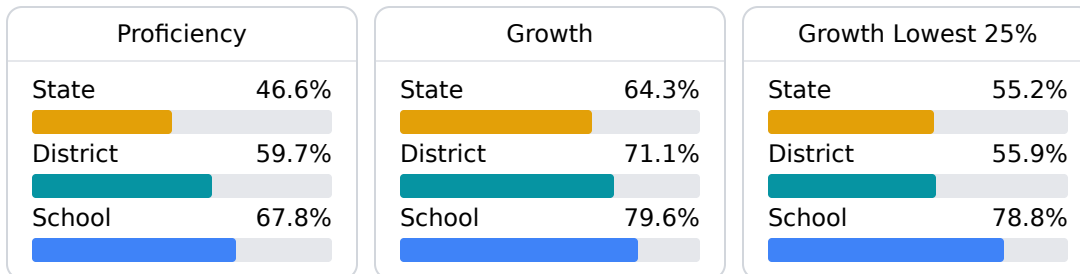 Proficiency
State 46.6%
District 59.7%
School 67.8%
Growth
State 64.3%
District 71.1%
School 79.6%
Growth Lowest 25%
State 55.2%
District 55.9%
School 78.8%